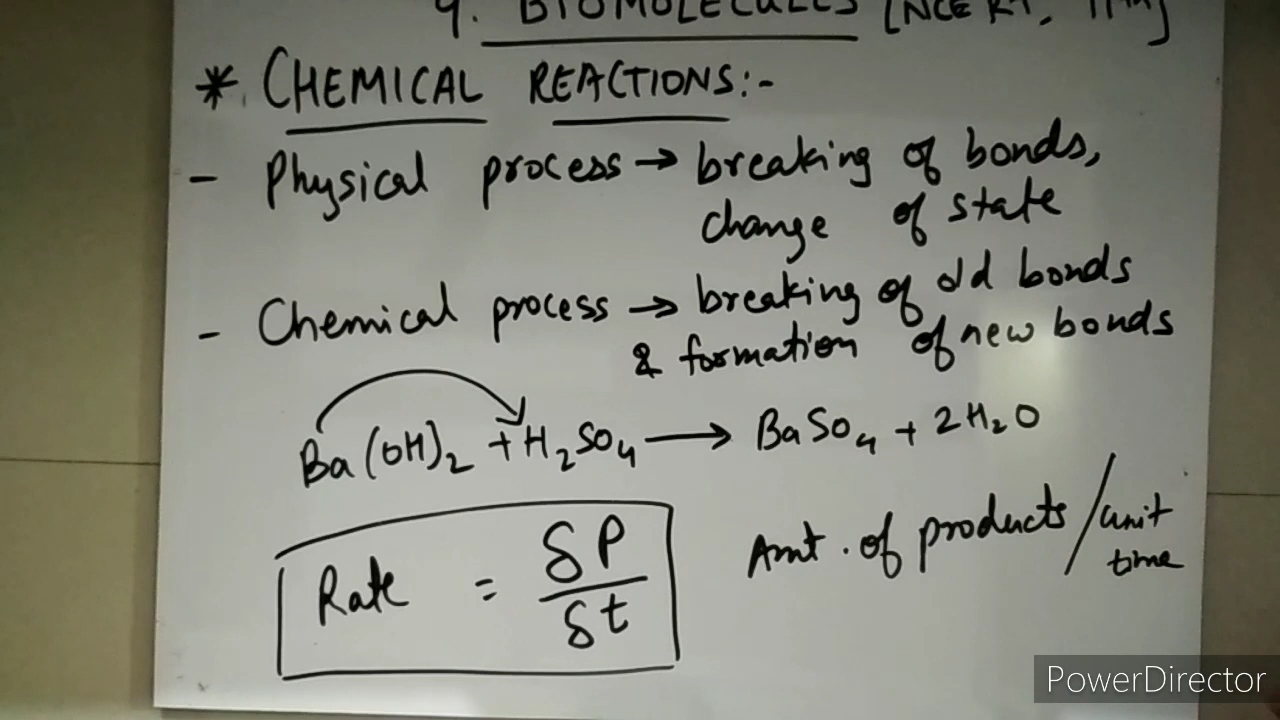 9. BIOMOLECULES [NCERT, 11th]
* CHEMICAL REACTIONS:-
- Physical process → breaking of bonds,
change of state
- Chemical process → breaking of old bonds
& formation of new bonds
Ba(OH)₂ + H₂SO₄ → BaSO₄ + 2H₂O
Rate = δP/δt
Amt. of products/unit time
PowerDirector